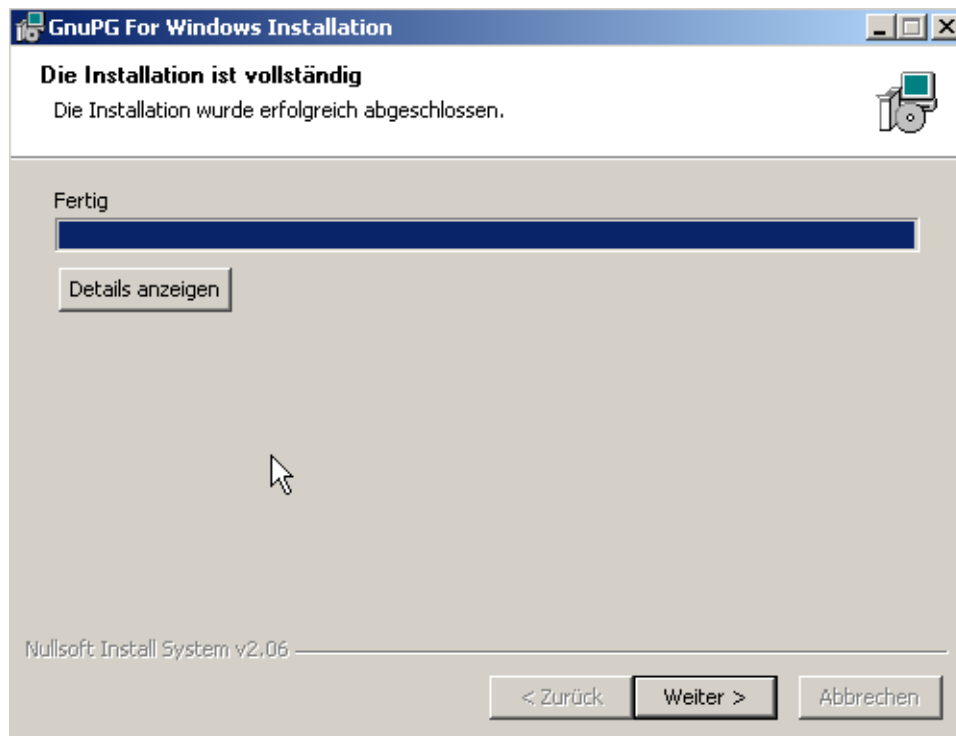 GnuPG For Windows Installation
Die Installation ist vollständig
Die Installation wurde erfolgreich abgeschlossen.
Fertig
Details anzeigen
Nullsoft Install System v2.06
< Zurück
Weiter >
Abbrechen